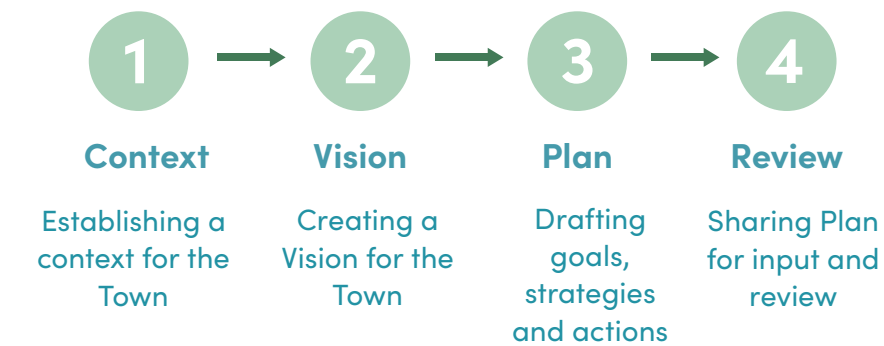 1
2
3
4
Context
Vision
Plan
Review
Establishing a
context for the
Town
Creating a
Vision for the
Town
Drafting
goals,
strategies
and actions
Sharing Plan
for input and
review